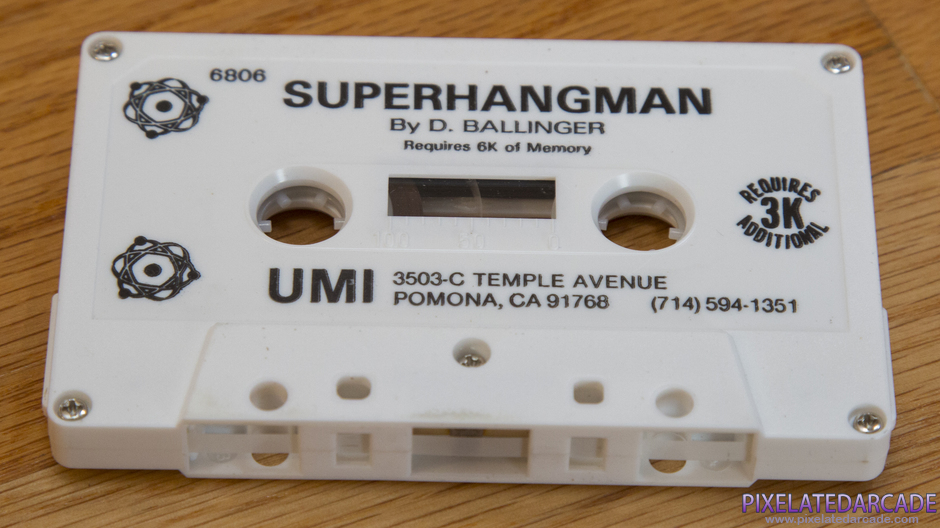 6806
SUPERHANGMAN
By D. BALLINGER
Requires 6K of Memory
REQUIRES
3K
ADDITIONAL
UMI
3503-C TEMPLE AVENUE
POMONA, CA 91768 (714) 594-1351
PIXELATEDARCADE
www.pixelatedarcade.com